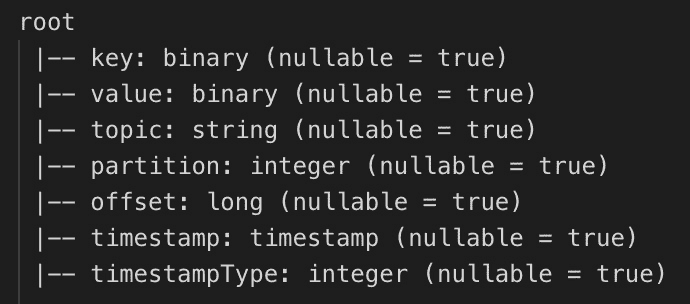 root
 |-- key: binary (nullable = true)
 |-- value: binary (nullable = true)
 |-- topic: string (nullable = true)
 |-- partition: integer (nullable = true)
 |-- offset: long (nullable = true)
 |-- timestamp: timestamp (nullable = true)
 |-- timestampType: integer (nullable = true)